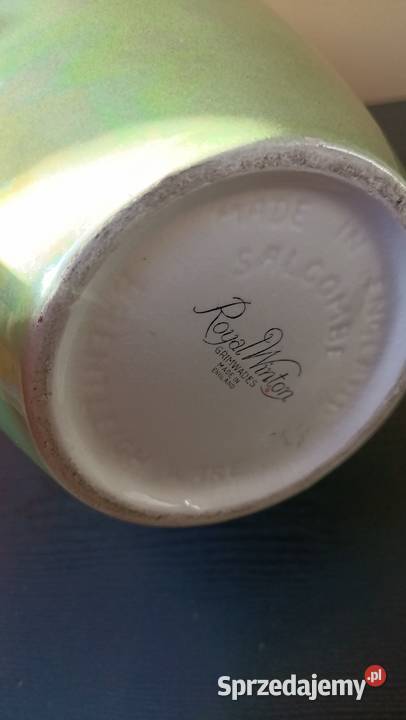 MADE IN
SALCOMBE
Royal Winton
GRIMWADES
MADE IN
ENGLAND
Sprzedajemy.pl